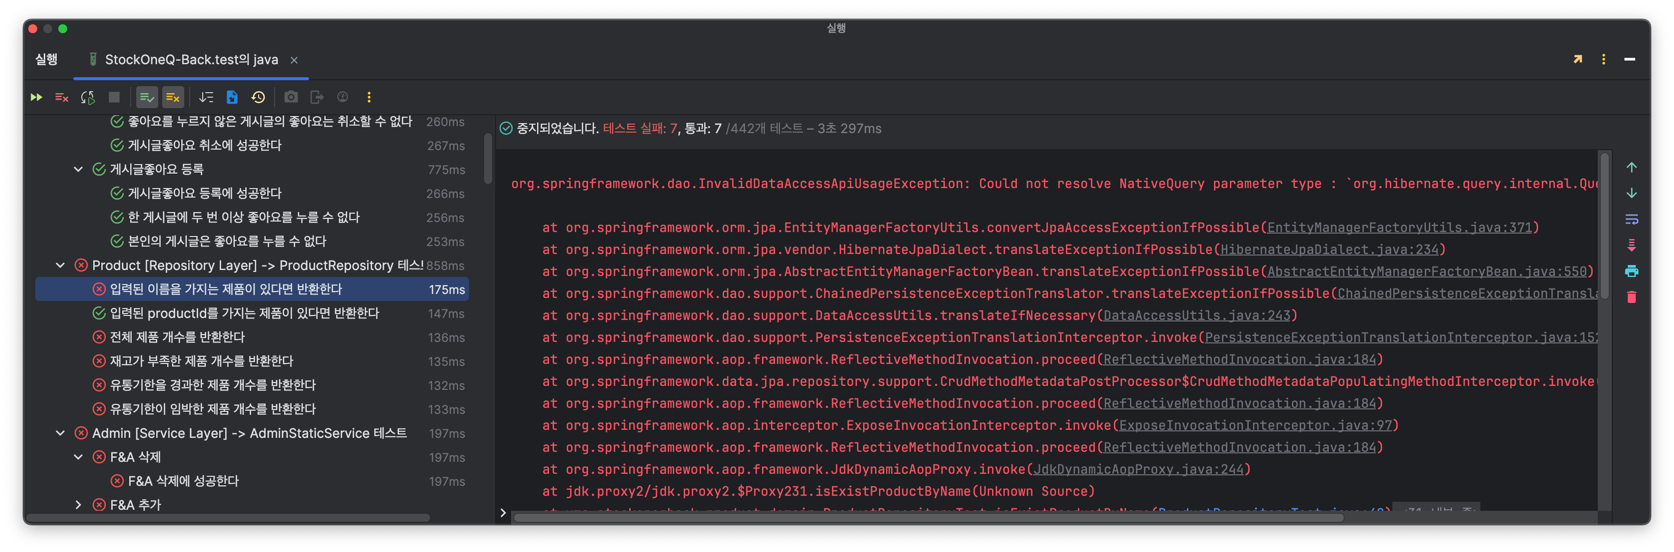 실행
실행
StockOneQ-Back.test의 java
좋아요를 누르지 않은 게시글의 좋아요는 취소할 수 없다 260ms
게시글좋아요 취소에 성공한다 267ms
게시글좋아요 등록 775ms
게시글좋아요 등록에 성공한다 266ms
한 게시글에 두 번 이상 좋아요를 누를 수 없다 256ms
본인의 게시글은 좋아요를 누를 수 없다 253ms
Product [Repository Layer] -> ProductRepository 테스! 858ms
입력된 이름을 가지는 제품이 있다면 반환한다 175ms
입력된 productId를 가지는 제품이 있다면 반환한다 147ms
전체 제품 개수를 반환한다 136ms
재고가 부족한 제품 개수를 반환한다 135ms
유통기한을 경과한 제품 개수를 반환한다 132ms
유통기한이 임박한 제품 개수를 반환한다 133ms
Admin [Service Layer] -> AdminStaticService 테스트 197ms
F&A 삭제 197ms
F&A 삭제에 성공한다 197ms
F&A 추가
중지되었습니다. 테스트 실패: 7, 통과: 7 /442개 테스트 – 3초 297ms
org.springframework.dao.InvalidDataAccessApiUsageException: Could not resolve NativeQuery parameter type : `org.hibernate.query.internal.Que
at org.springframework.orm.jpa.EntityManagerFactoryUtils.convertJpaAccessExceptionIfPossible(EntityManagerFactoryUtils.java:371)
at org.springframework.orm.jpa.vendor.HibernateJpaDialect.translateExceptionIfPossible(HibernateJpaDialect.java:234)
at org.springframework.orm.jpa.AbstractEntityManagerFactoryBean.translateExceptionIfPossible(AbstractEntityManagerFactoryBean.java:550)
at org.springframework.dao.support.ChainedPersistenceExceptionTranslator.translateExceptionIfPossible(ChainedPersistenceExceptionTransla
at org.springframework.dao.support.DataAccessUtils.translateIfNecessary(DataAccessUtils.java:243)
at org.springframework.dao.support.PersistenceExceptionTranslationInterceptor.invoke(PersistenceExceptionTranslationInterceptor.java:152
at org.springframework.aop.framework.ReflectiveMethodInvocation.proceed(ReflectiveMethodInvocation.java:184)
at org.springframework.data.jpa.repository.support.CrudMethodMetadataPostProcessor$CrudMethodMetadataPopulatingMethodInterceptor.invoke(
at org.springframework.aop.framework.ReflectiveMethodInvocation.proceed(ReflectiveMethodInvocation.java:184)
at org.springframework.aop.interceptor.ExposeInvocationInterceptor.invoke(ExposeInvocationInterceptor.java:97)
at org.springframework.aop.framework.ReflectiveMethodInvocation.proceed(ReflectiveMethodInvocation.java:184)
at org.springframework.aop.framework.JdkDynamicAopProxy.invoke(JdkDynamicAopProxy.java:244)
at jdk.proxy2/jdk.proxy2.$Proxy231.isExistProductByName(Unknown Source)